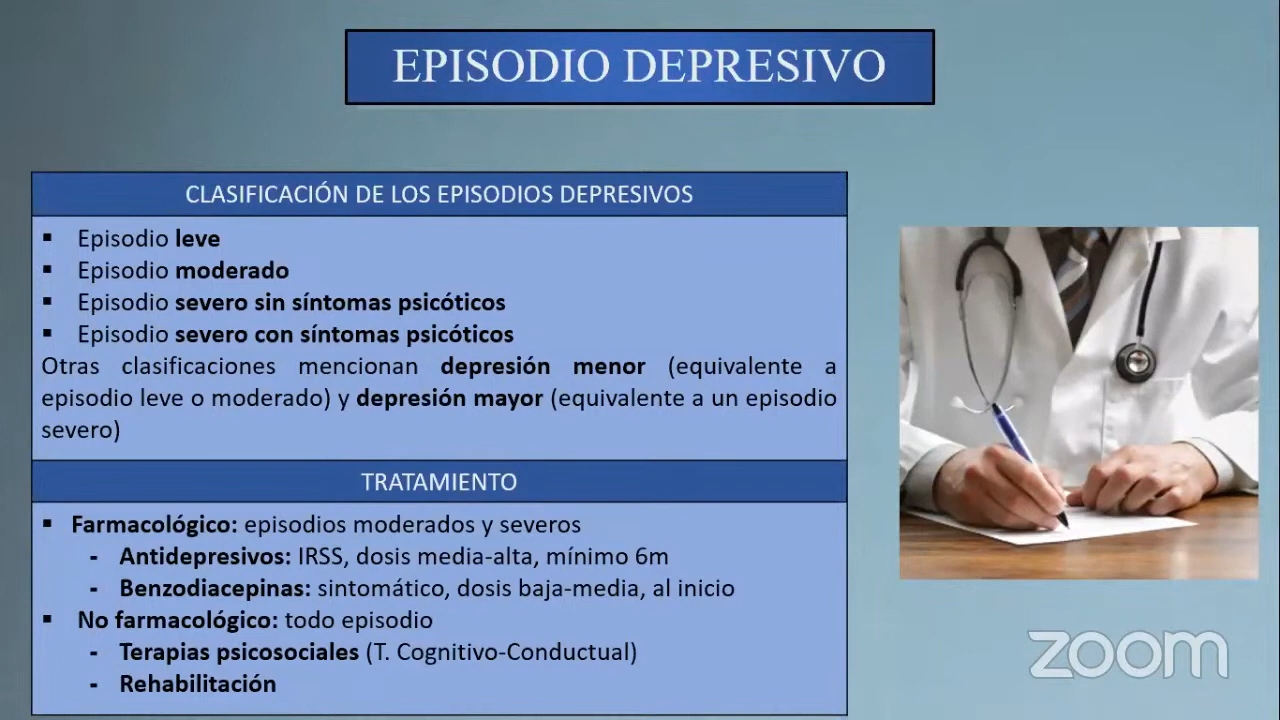 EPISODIO DEPRESIVO
CLASIFICACIÓN DE LOS EPISODIOS DEPRESIVOS
▪ Episodio leve
▪ Episodio moderado
▪ Episodio severo sin síntomas psicóticos
▪ Episodio severo con síntomas psicóticos
Otras clasificaciones mencionan depresión menor (equivalente a
episodio leve o moderado) y depresión mayor (equivalente a un episodio
severo)
TRATAMIENTO
▪ Farmacológico: episodios moderados y severos
- Antidepresivos: IRSS, dosis media-alta, mínimo 6m
- Benzodiacepinas: sintomático, dosis baja-media, al inicio
▪ No farmacológico: todo episodio
- Terapias psicosociales (T. Cognitivo-Conductual)
- Rehabilitación
zoom